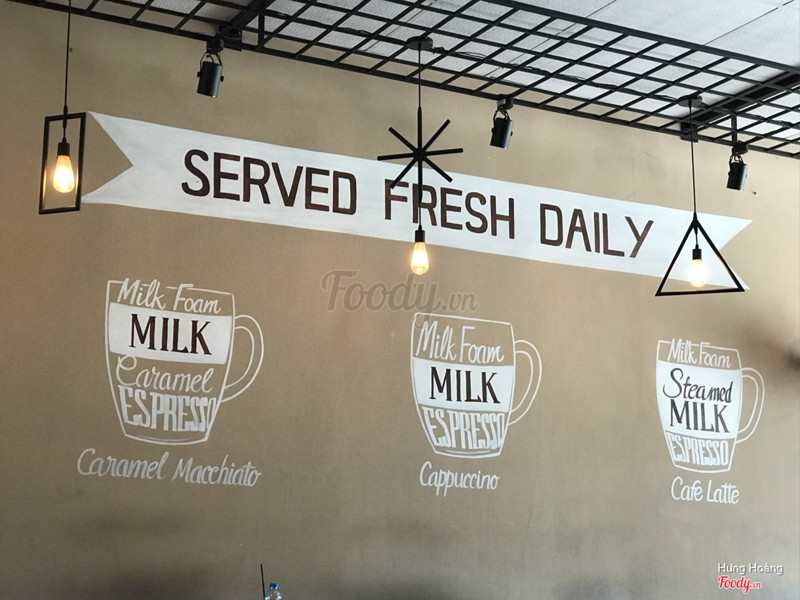 SERVED FRESH DAILY
Foody.vn
Milk Foam
MILK
Caramel
ESPRESSO
Caramel Macchiato
Milk Foam
MILK
ESPRESSO
Cappuccino
Milk Foam
Steamed
MILK
ESPRESSO
Cafe Latte
Hưng Hoàng
Foody.vn